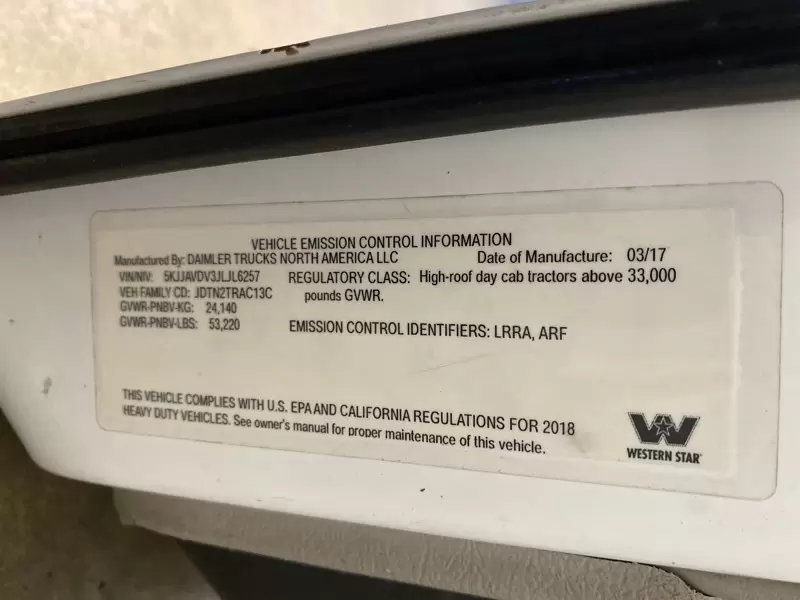 VEHICLE EMISSION CONTROL INFORMATION
Manufactured By: DAIMLER TRUCKS NORTH AMERICA LLC Date of Manufacture: 03/17
VIN/NIV: 5KJJAVDV3JLJL6257 REGULATORY CLASS: High-roof day cab tractors above 33,000
VEH FAMILY CD: JDTN2TRAC13C pounds GVWR.
GVWR-PNBV-KG: 24,140
GVWR-PNBV-LBS: 53,220 EMISSION CONTROL IDENTIFIERS: LRRA, ARF
THIS VEHICLE COMPLIES WITH U.S. EPA AND CALIFORNIA REGULATIONS FOR 2018
HEAVY DUTY VEHICLES. See owner's manual for proper maintenance of this vehicle.
WESTERN STAR